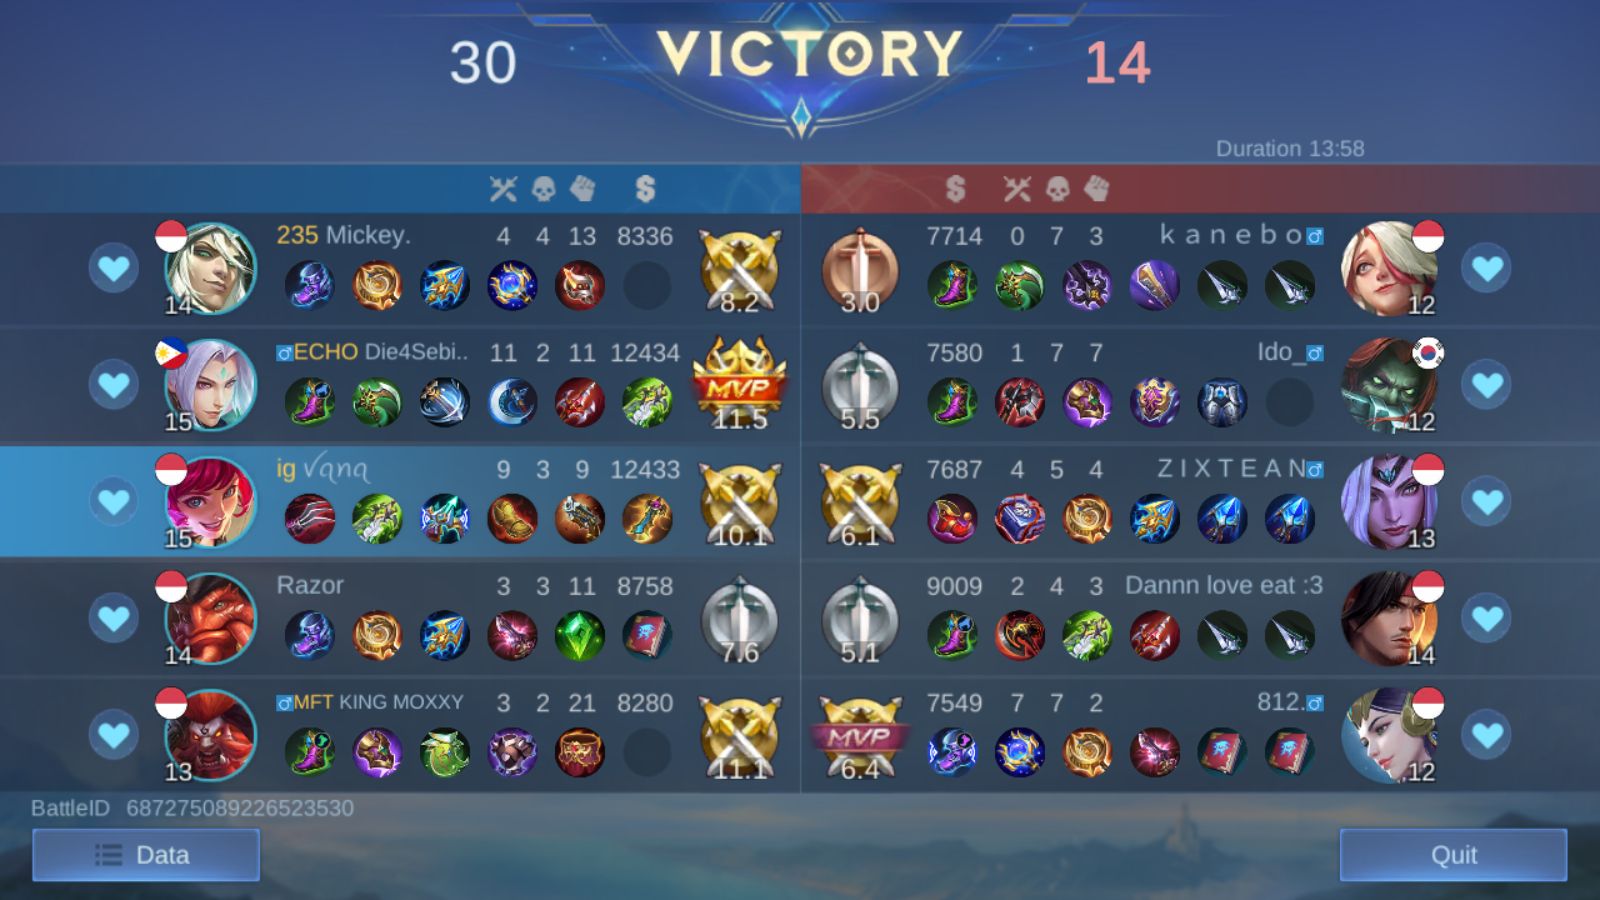 30 VICTORY 14
Duration 13:58
235 Mickey. 4 4 13 8336
14 8.2
7714 0 7 3 k a n e b o
3.0 12
ECHO Die4Sebi.. 11 2 11 12434
15 MVP 11.5
7580 1 7 7 Ido_
5.5 12
ig Vana 9 3 9 12433
15 10.1
7687 4 5 4 Z I X T E A N
6.1 13
Razor 3 3 11 8758
14 7.6
9009 2 4 3 Dannn love eat :3
5.1 14
MFT KING MOXXY 3 2 21 8280
13 11.1
7549 7 7 2 812.
MVP 6.4 12
BattleID 687275089226523530
Data
Quit